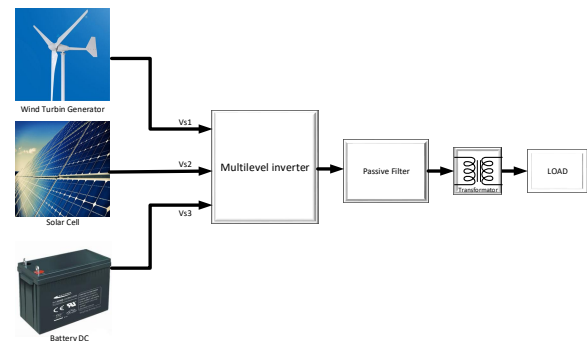 Wind Turbin Generator
Vs1
Solar Cell
Vs2
Battery DC
Vs3
Multilevel inverter
Passive Filter
Transformator
LOAD